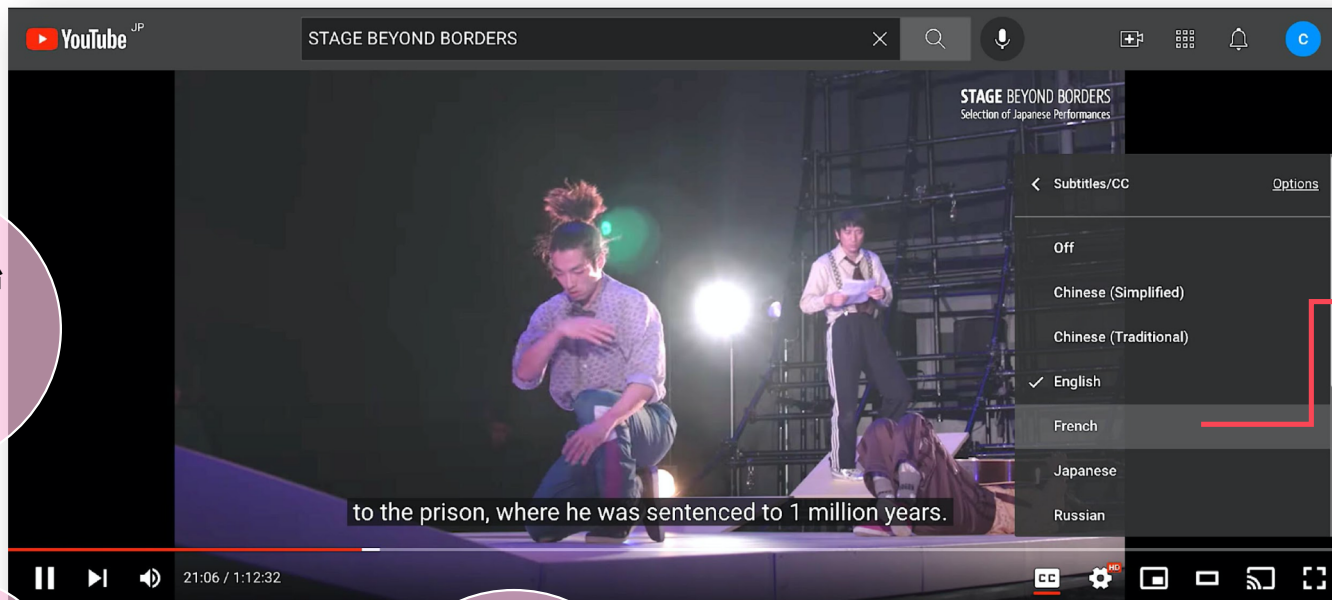 YouTube JP
STAGE BEYOND BORDERS
C
STAGE BEYOND BORDERS
Selection of Japanese Performances
Subtitles/CC
Options
Off
Chinese (Simplified)
Chinese (Traditional)
English
French
Japanese
Russian
to the prison, where he was sentenced to 1 million years.
21:06 / 1:12:32
CC
HD